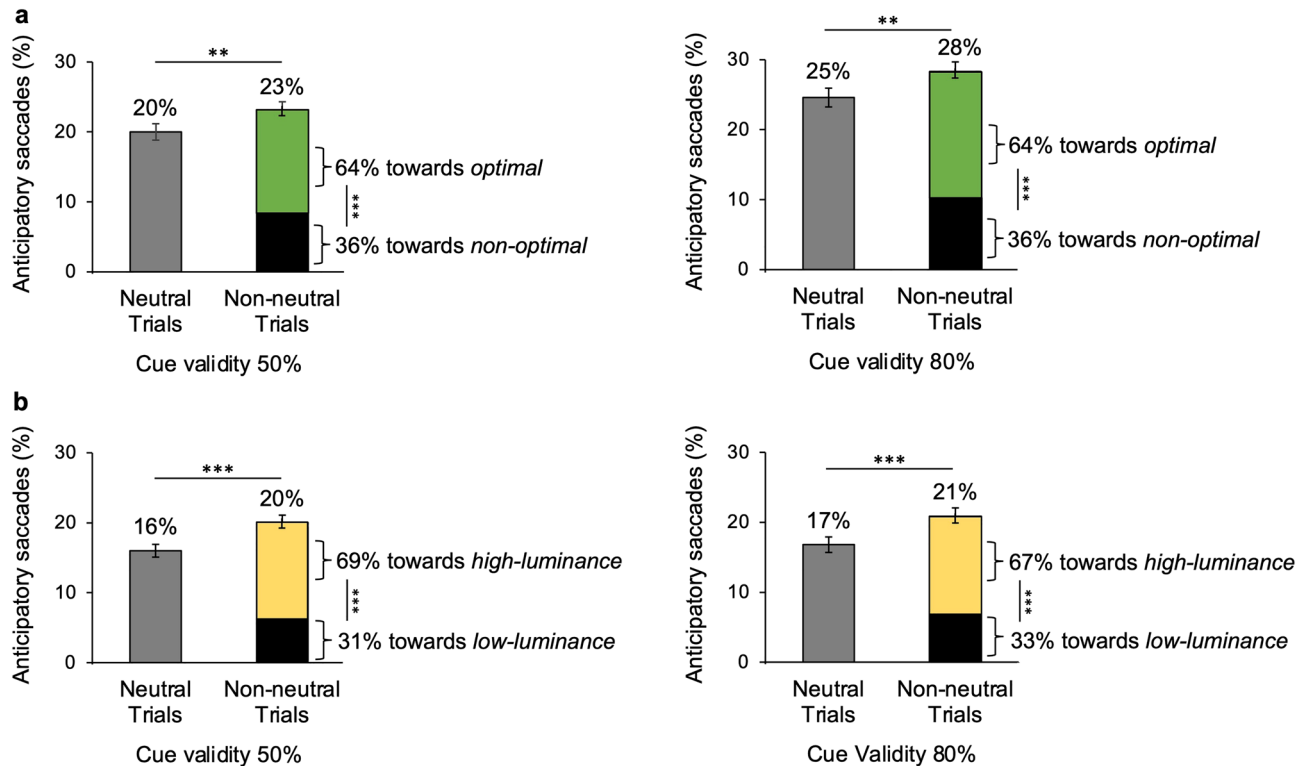 a
Anticipatory saccades (%)
30
20
10
0
**
20%
23%
64% towards optimal
***
36% towards non-optimal
Neutral
Trials
Non-neutral
Trials
Cue validity 50%
Anticipatory saccades (%)
30
20
10
0
**
25%
28%
64% towards optimal
***
36% towards non-optimal
Neutral
Trials
Non-neutral
Trials
Cue validity 80%
b
Anticipatory saccades (%)
30
20
10
0
***
16%
20%
69% towards high-luminance
***
31% towards low-luminance
Neutral
Trials
Non-neutral
Trials
Cue validity 50%
Anticipatory saccades (%)
30
20
10
0
***
17%
21%
67% towards high-luminance
***
33% towards low-luminance
Neutral
Trials
Non-neutral
Trials
Cue Validity 80%